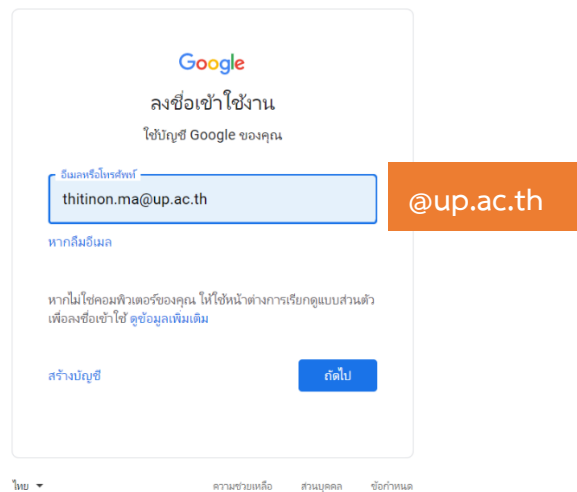 Google
ลงชื่อเข้าใช้งาน
ใช้บัญชี Google ของคุณ
อีเมลหรือโทรศัพท์
thitinon.ma@up.ac.th
@up.ac.th
หากลืมอีเมล
หากไม่ใช่คอมพิวเตอร์ของคุณ ให้ใช้หน้าต่างการเรียกดูแบบส่วนตัว
เพื่อลงชื่อเข้าใช้ ดูข้อมูลเพิ่มเติม
สร้างบัญชี
ถัดไป
ไทย
ความช่วยเหลือ ส่วนบุคคล ข้อกำหนด